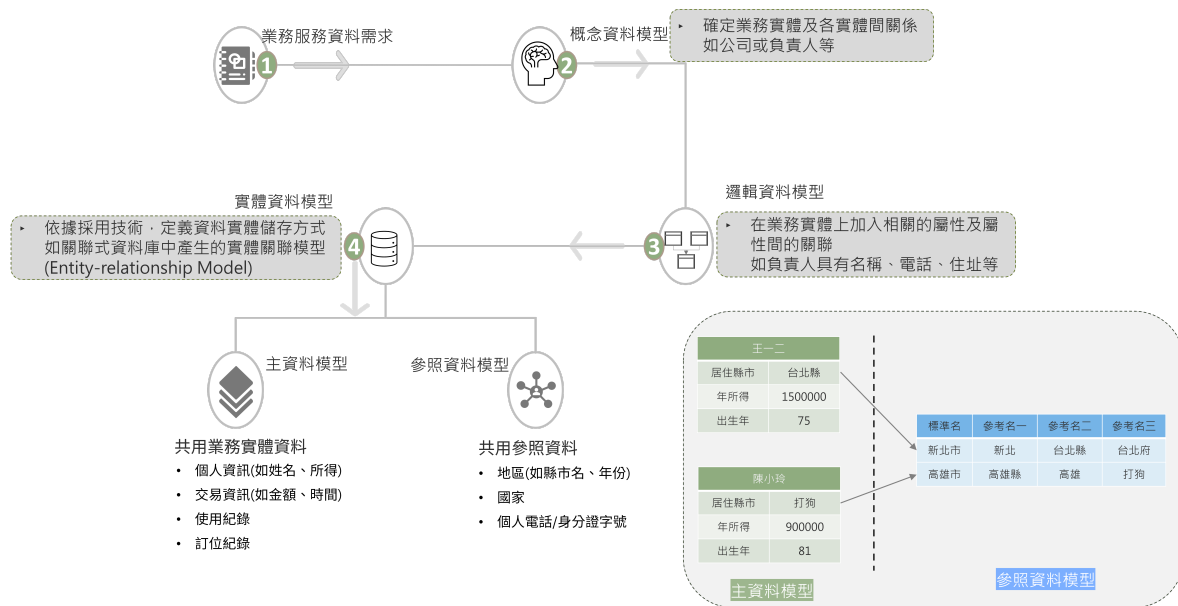 業務服務資料需求
1
概念資料模型
2
‣ 確定業務實體及各實體間關係
如公司或負責人等
邏輯資料模型
3
‣ 在業務實體上加入相關的屬性及屬
性間的關聯
如負責人具有名稱、電話、住址等
實體資料模型
4
‣ 依據採用技術，定義資料實體儲存方式
如關聯式資料庫中產生的實體關聯模型
(Entity-relationship Model)
主資料模型
共用業務實體資料
• 個人資訊(如姓名、所得)
• 交易資訊(如金額、時間)
• 使用紀錄
• 訂位紀錄
參照資料模型
共用參照資料
• 地區(如縣市名、年份)
• 國家
• 個人電話/身分證字號
王一二
居住縣市 台北縣
年所得 1500000
出生年 75
陳小玲
居住縣市 打狗
年所得 900000
出生年 81
主資料模型
標準名 參考名一 參考名二 參考名三
新北市 新北 台北縣 台北府
高雄市 高雄縣 高雄 打狗
參照資料模型